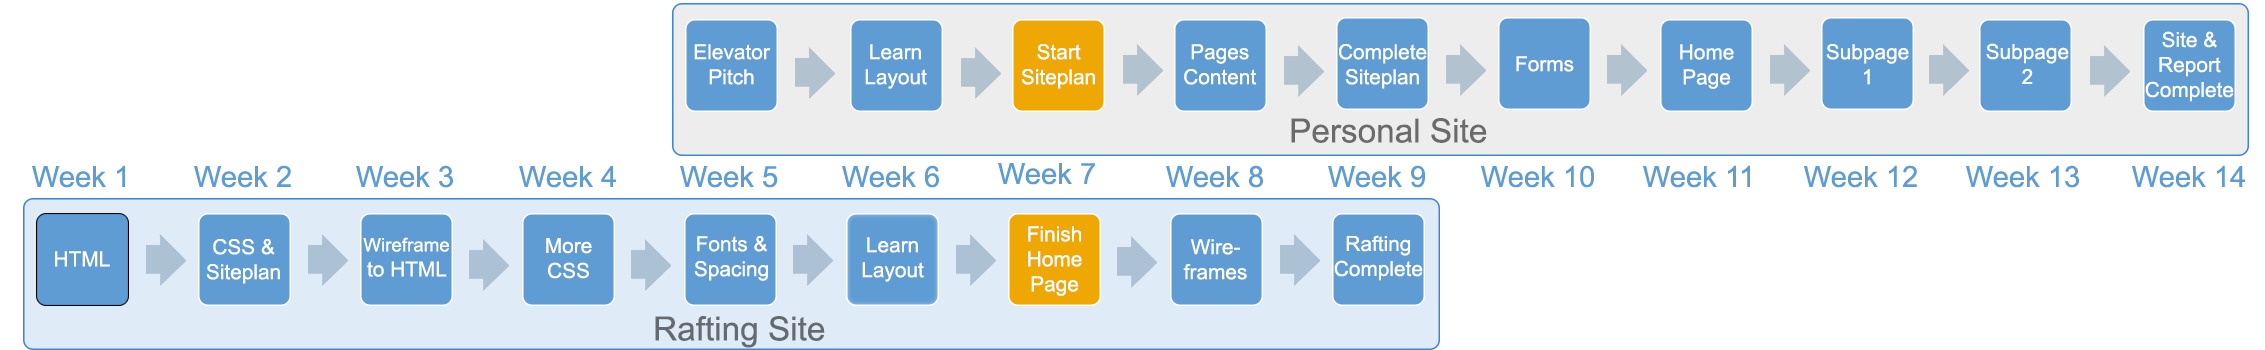 Elevator
Pitch
Learn
Layout
Start
Siteplan
Pages
Content
Complete
Siteplan
Forms
Home
Page
Subpage
1
Subpage
2
Site &
Report
Complete
Personal Site
Week 1
Week 2
Week 3
Week 4
Week 5
Week 6
Week 7
Week 8
Week 9
Week 10
Week 11
Week 12
Week 13
Week 14
HTML
CSS &
Siteplan
Wireframe
to HTML
More
CSS
Fonts &
Spacing
Learn
Layout
Finish
Home
Page
Wire-
frames
Rafting
Complete
Rafting Site